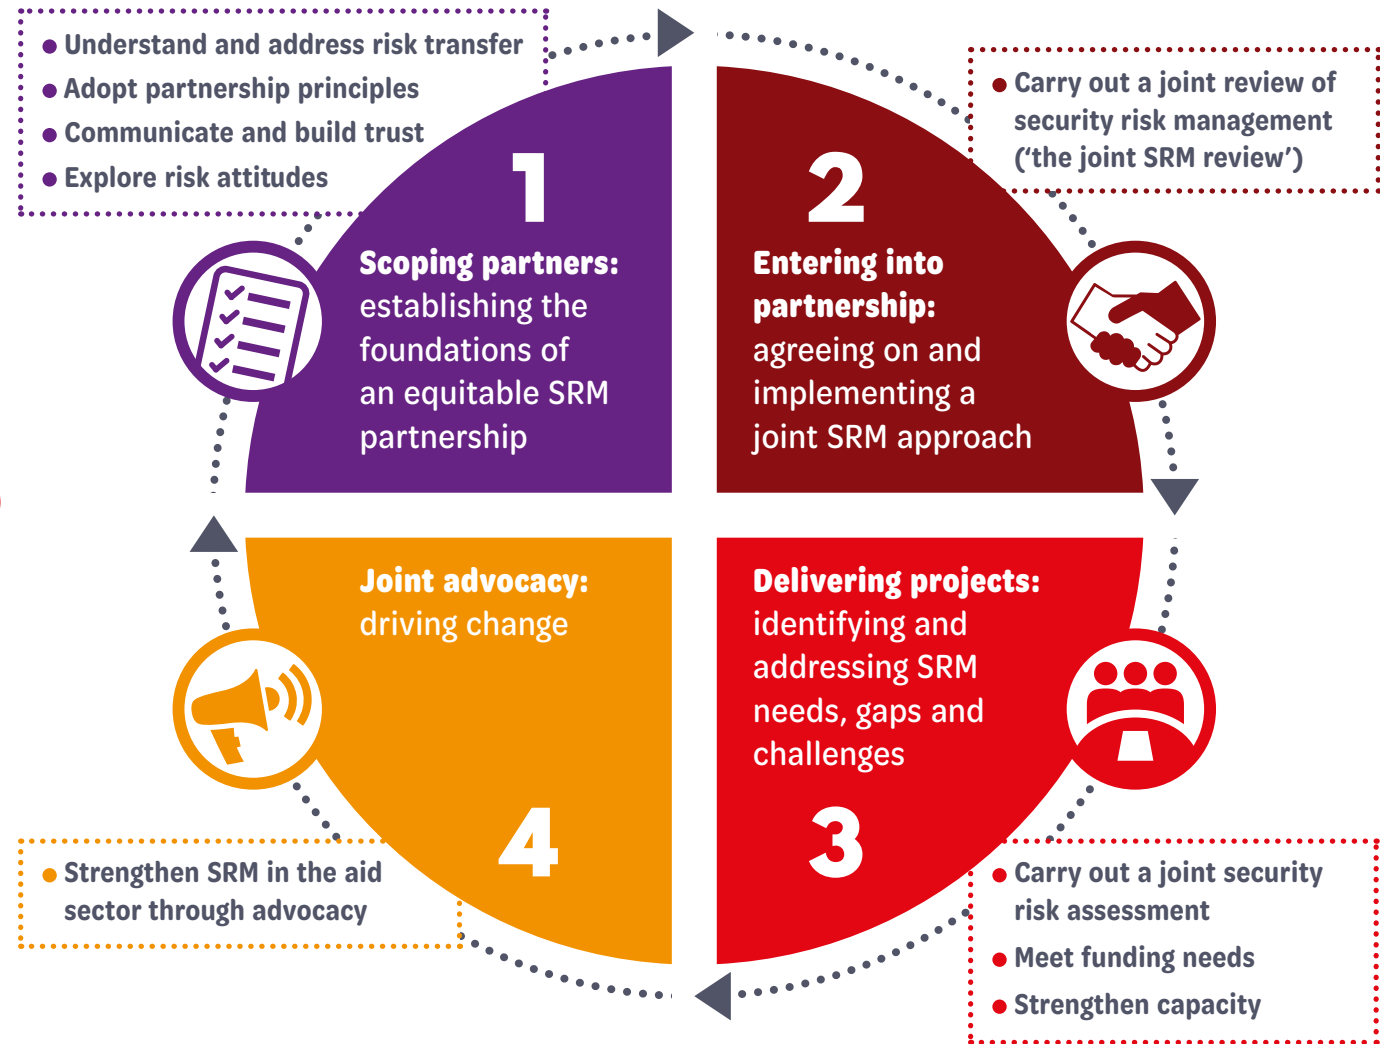 Understand and address risk transfer
Adopt partnership principles
Communicate and build trust
Explore risk attitudes
1
Scoping partners:
establishing the
foundations of
an equitable SRM
partnership
Carry out a joint review of
security risk management
(‘the joint SRM review’)
2
Entering into
partnership:
agreeing on and
implementing a
joint SRM approach
Delivering projects:
identifying and
addressing SRM
needs, gaps and
challenges
3
Carry out a joint security
risk assessment
Meet funding needs
Strengthen capacity
Joint advocacy:
driving change
4
Strengthen SRM in the aid
sector through advocacy